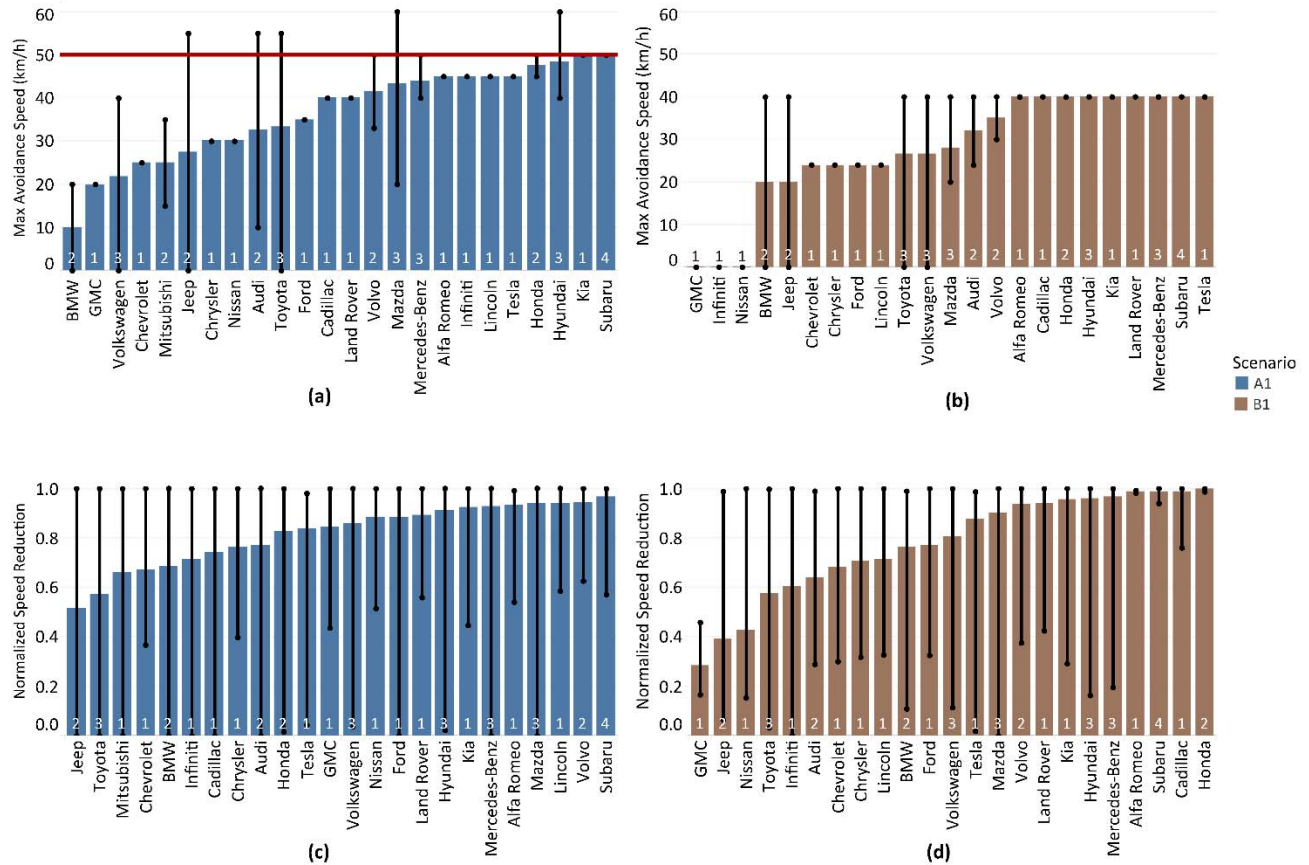 Max Avoidance Speed (km/h)
60
50
40
30
20
10
0
2 1 3 1 2 2 1 1 2 3 1 1 1 2 3 3 1 1 1 1 2 3 1 4
BMW
GMC
Volkswagen
Chevrolet
Mitsubishi
Jeep
Chrysler
Nissan
Audi
Toyota
Ford
Cadillac
Land Rover
Volvo
Mazda
Mercedes-Benz
Alfa Romeo
Infiniti
Lincoln
Tesla
Honda
Hyundai
Kia
Subaru
(a)
Max Avoidance Speed (km/h)
60
50
40
30
20
10
0
1 1 1 2 2 1 1 1 1 3 3 3 2 2 1 1 2 3 1 1 3 4 1
GMC
Infiniti
Nissan
BMW
Jeep
Chevrolet
Chrysler
Ford
Lincoln
Toyota
Volkswagen
Mazda
Audi
Volvo
Alfa Romeo
Cadillac
Honda
Hyundai
Kia
Land Rover
Mercedes-Benz
Subaru
Tesla
(b)
Scenario
A1
B1
Normalized Speed Reduction
1.0
0.8
0.6
0.4
0.2
0.0
2 3 1 1 2 1 1 1 2 2 1 1 3 1 1 1 3 1 3 1 3 1 2 4
Jeep
Toyota
Mitsubishi
Chevrolet
BMW
Infiniti
Cadillac
Chrysler
Audi
Honda
Tesla
GMC
Volkswagen
Nissan
Ford
Land Rover
Hyundai
Kia
Mercedes-Benz
Alfa Romeo
Mazda
Lincoln
Volvo
Subaru
(c)
Normalized Speed Reduction
1.0
0.8
0.6
0.4
0.2
0.0
1 2 1 3 1 2 1 1 1 2 1 3 1 3 2 1 1 3 3 1 4 1 2
GMC
Jeep
Nissan
Toyota
Infiniti
Audi
Chevrolet
Chrysler
Lincoln
BMW
Ford
Volkswagen
Tesla
Mazda
Volvo
Land Rover
Kia
Hyundai
Mercedes-Benz
Alfa Romeo
Subaru
Cadillac
Honda
(d)